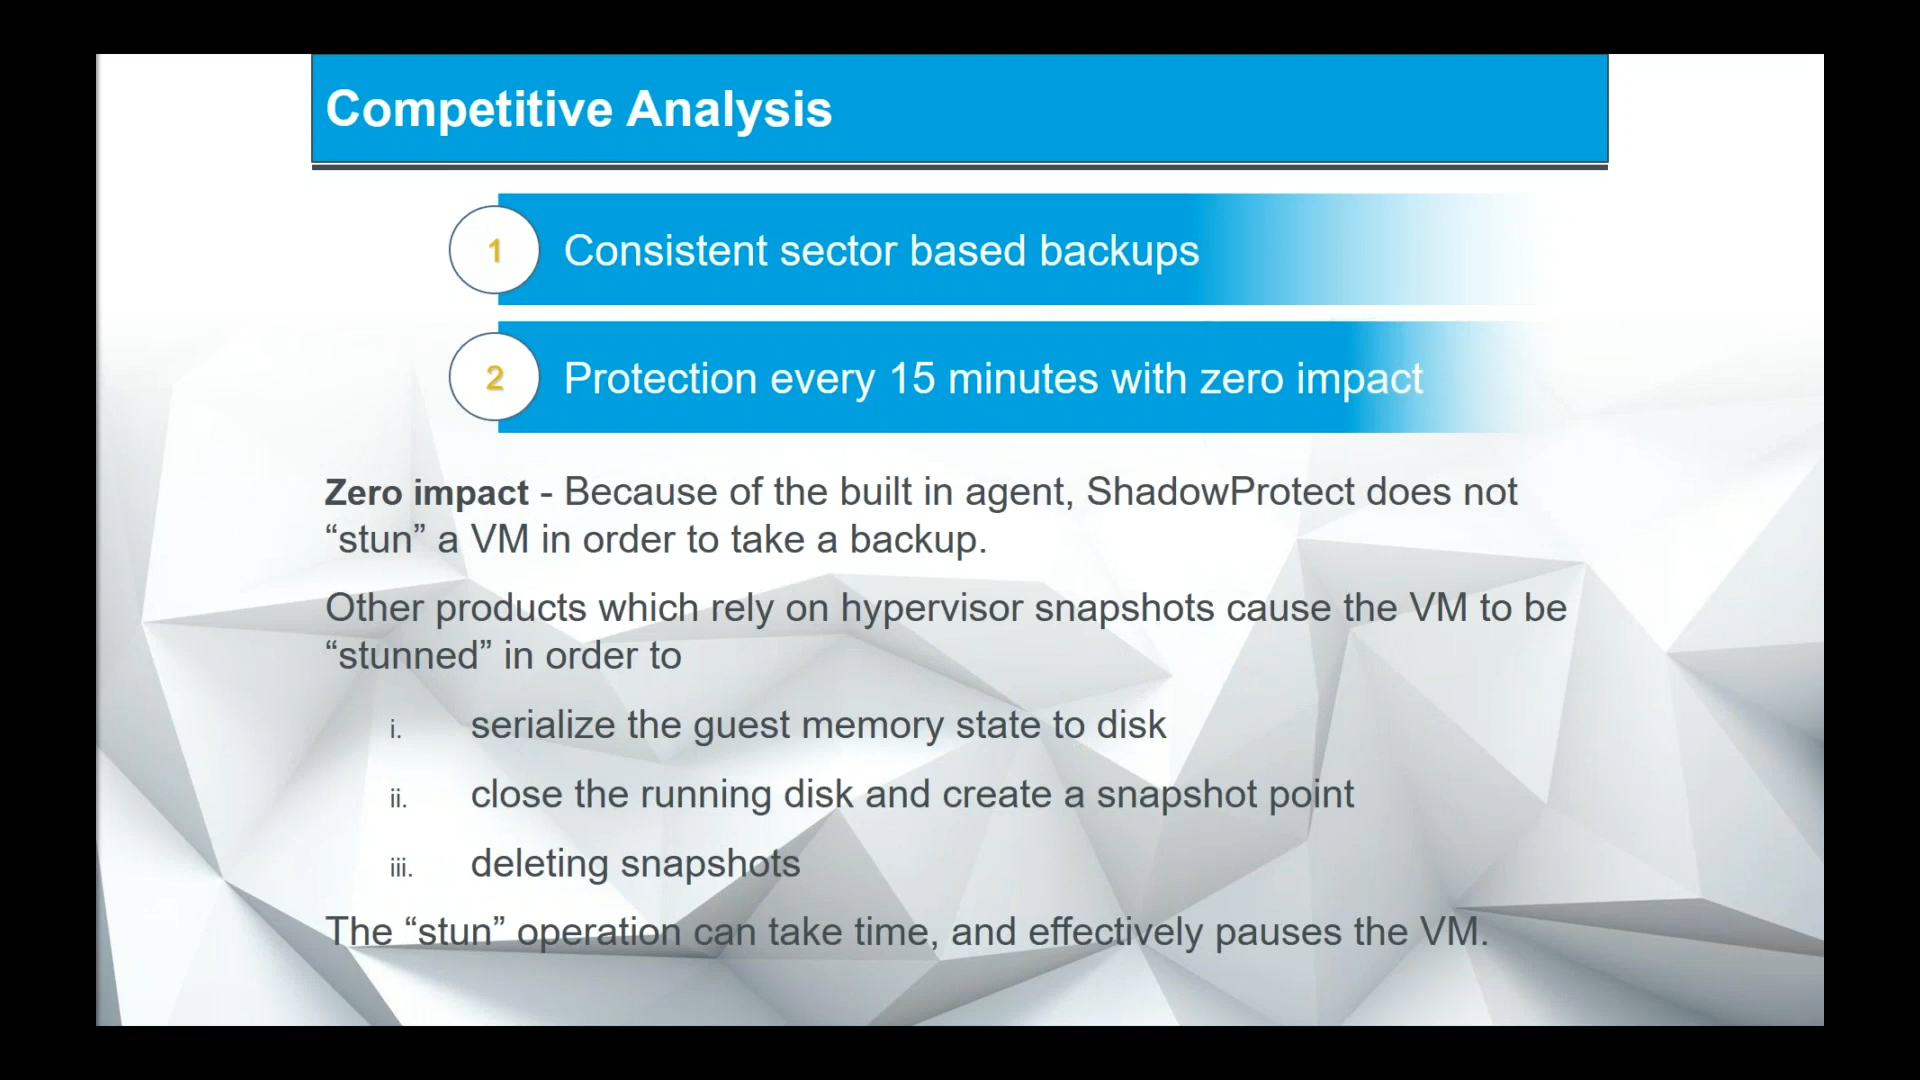 Competitive Analysis
1 Consistent sector based backups
2 Protection every 15 minutes with zero impact
Zero impact - Because of the built in agent, ShadowProtect does not
“stun” a VM in order to take a backup.
Other products which rely on hypervisor snapshots cause the VM to be
“stunned” in order to
i. serialize the guest memory state to disk
ii. close the running disk and create a snapshot point
iii. deleting snapshots
The “stun” operation can take time, and effectively pauses the VM.